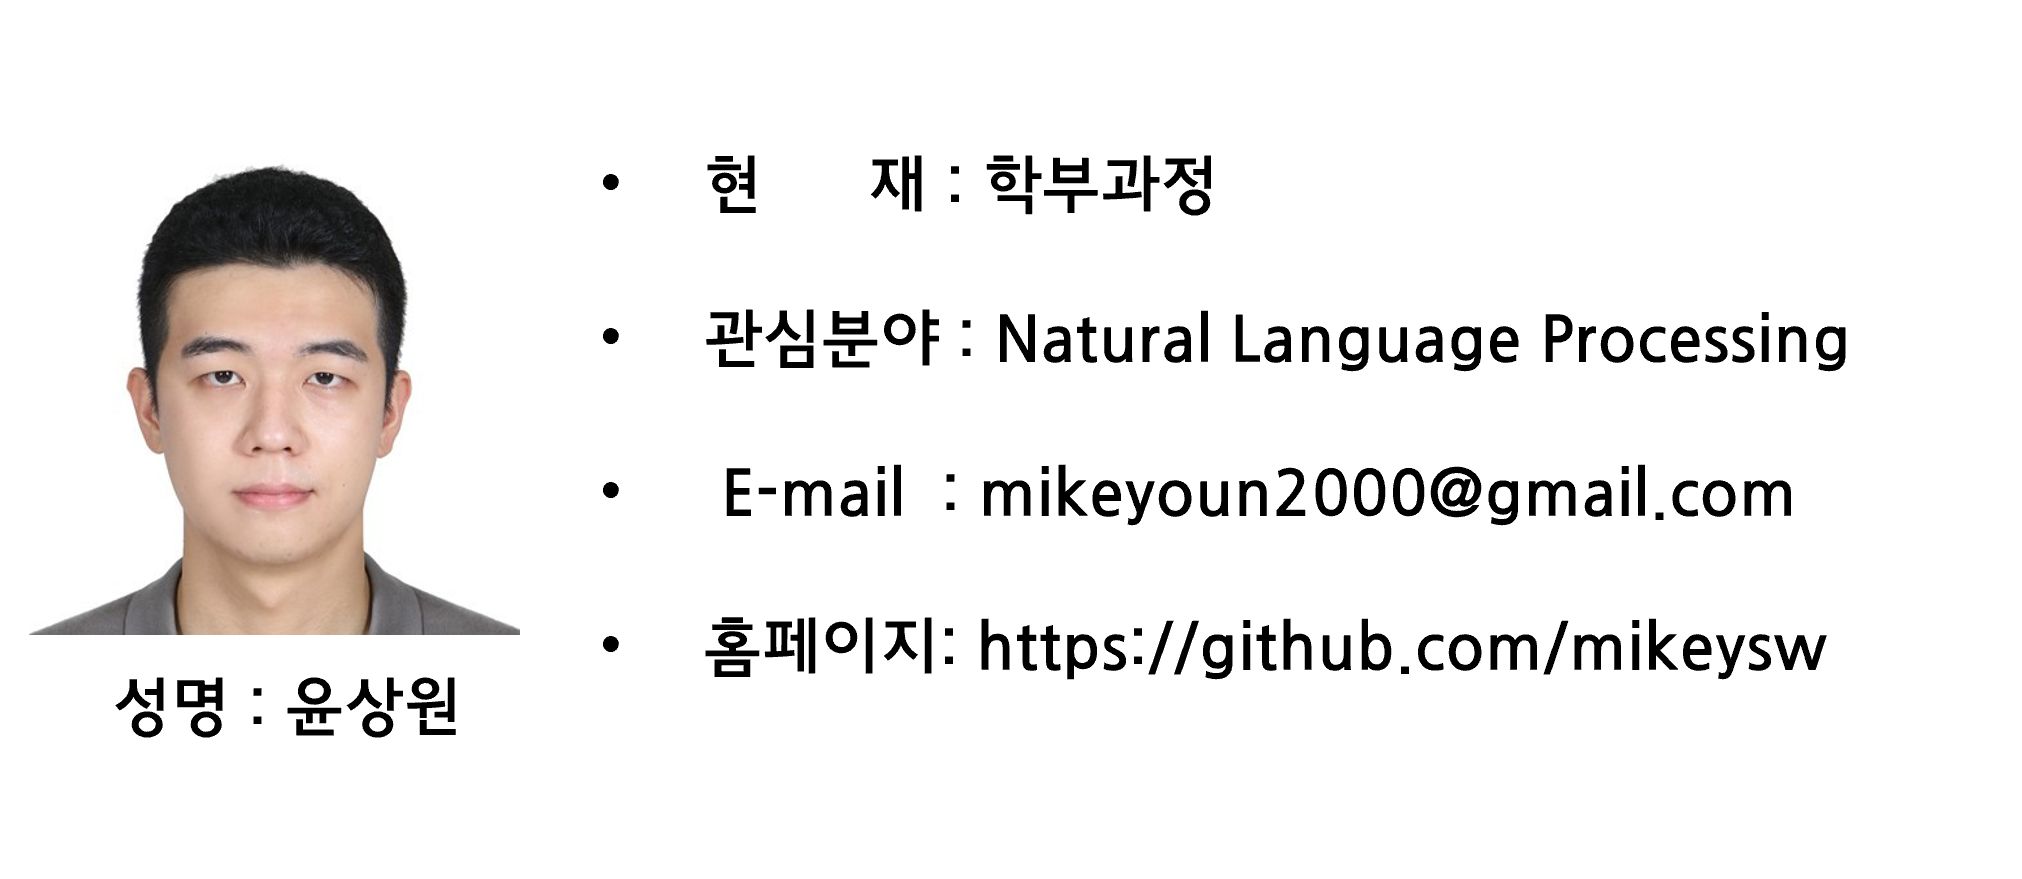 현 재 : 학부과정
관심분야 : Natural Language Processing
E-mail : mikeyoun2000@gmail.com
홈페이지: https://github.com/mikeysw
성명 : 윤상원